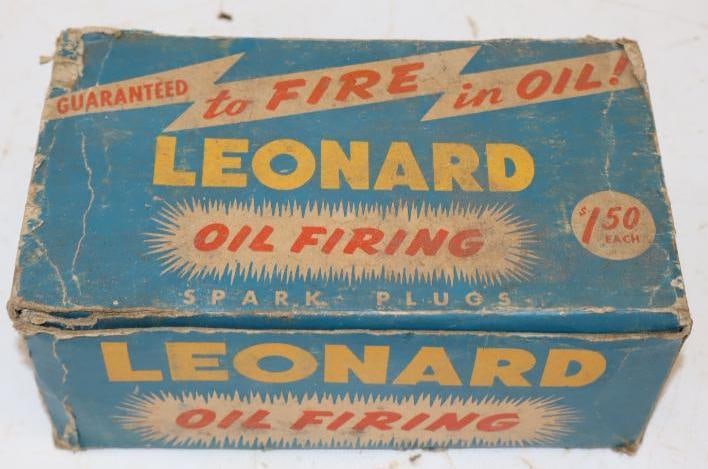 GUARANTEED to FIRE in OIL!
LEONARD
OIL FIRING
$1.50
EACH
SPARK PLUGS
LEONARD
OIL FIRING